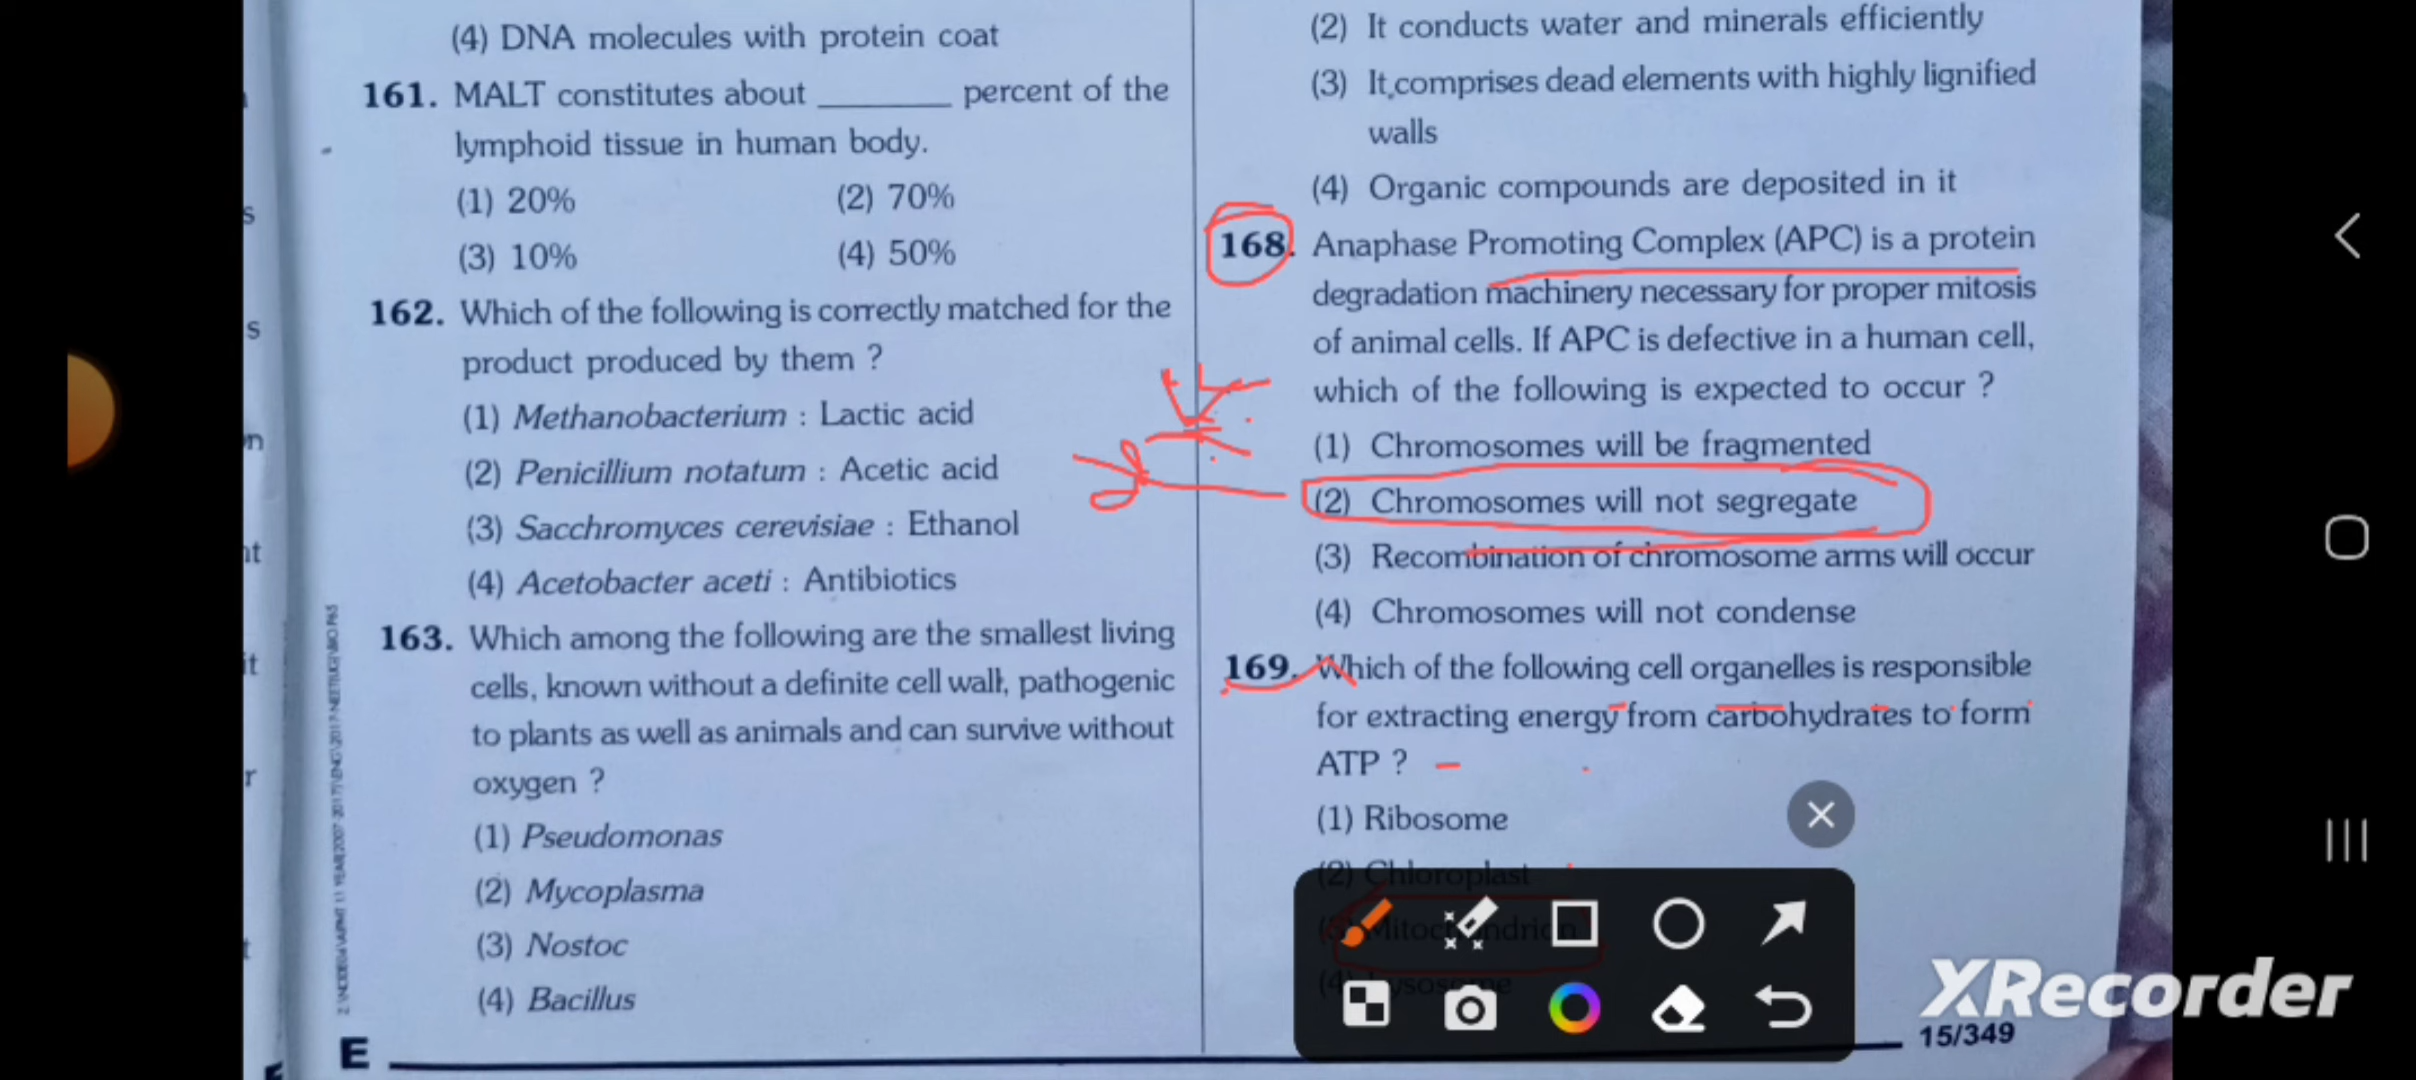 (4) DNA molecules with protein coat
161. MALT constitutes about _______ percent of the
lymphoid tissue in human body.
(1) 20% (2) 70%
(3) 10% (4) 50%
162. Which of the following is correctly matched for the
product produced by them ?
(1) Methanobacterium : Lactic acid
(2) Penicillium notatum : Acetic acid
(3) Sacchromyces cerevisiae : Ethanol
(4) Acetobacter aceti : Antibiotics
163. Which among the following are the smallest living
cells, known without a definite cell wall, pathogenic
to plants as well as animals and can survive without
oxygen ?
(1) Pseudomonas
(2) Mycoplasma
(3) Nostoc
(4) Bacillus
E
(2) It conducts water and minerals efficiently
(3) It comprises dead elements with highly lignified
walls
(4) Organic compounds are deposited in it
168. Anaphase Promoting Complex (APC) is a protein
degradation machinery necessary for proper mitosis
of animal cells. If APC is defective in a human cell,
which of the following is expected to occur ?
(1) Chromosomes will be fragmented
(2) Chromosomes will not segregate
(3) Recombination of chromosome arms will occur
(4) Chromosomes will not condense
169. Which of the following cell organelles is responsible
for extracting energy from carbohydrates to form
ATP ?
(1) Ribosome
(2) Chloroplast
XRecorder
15/349